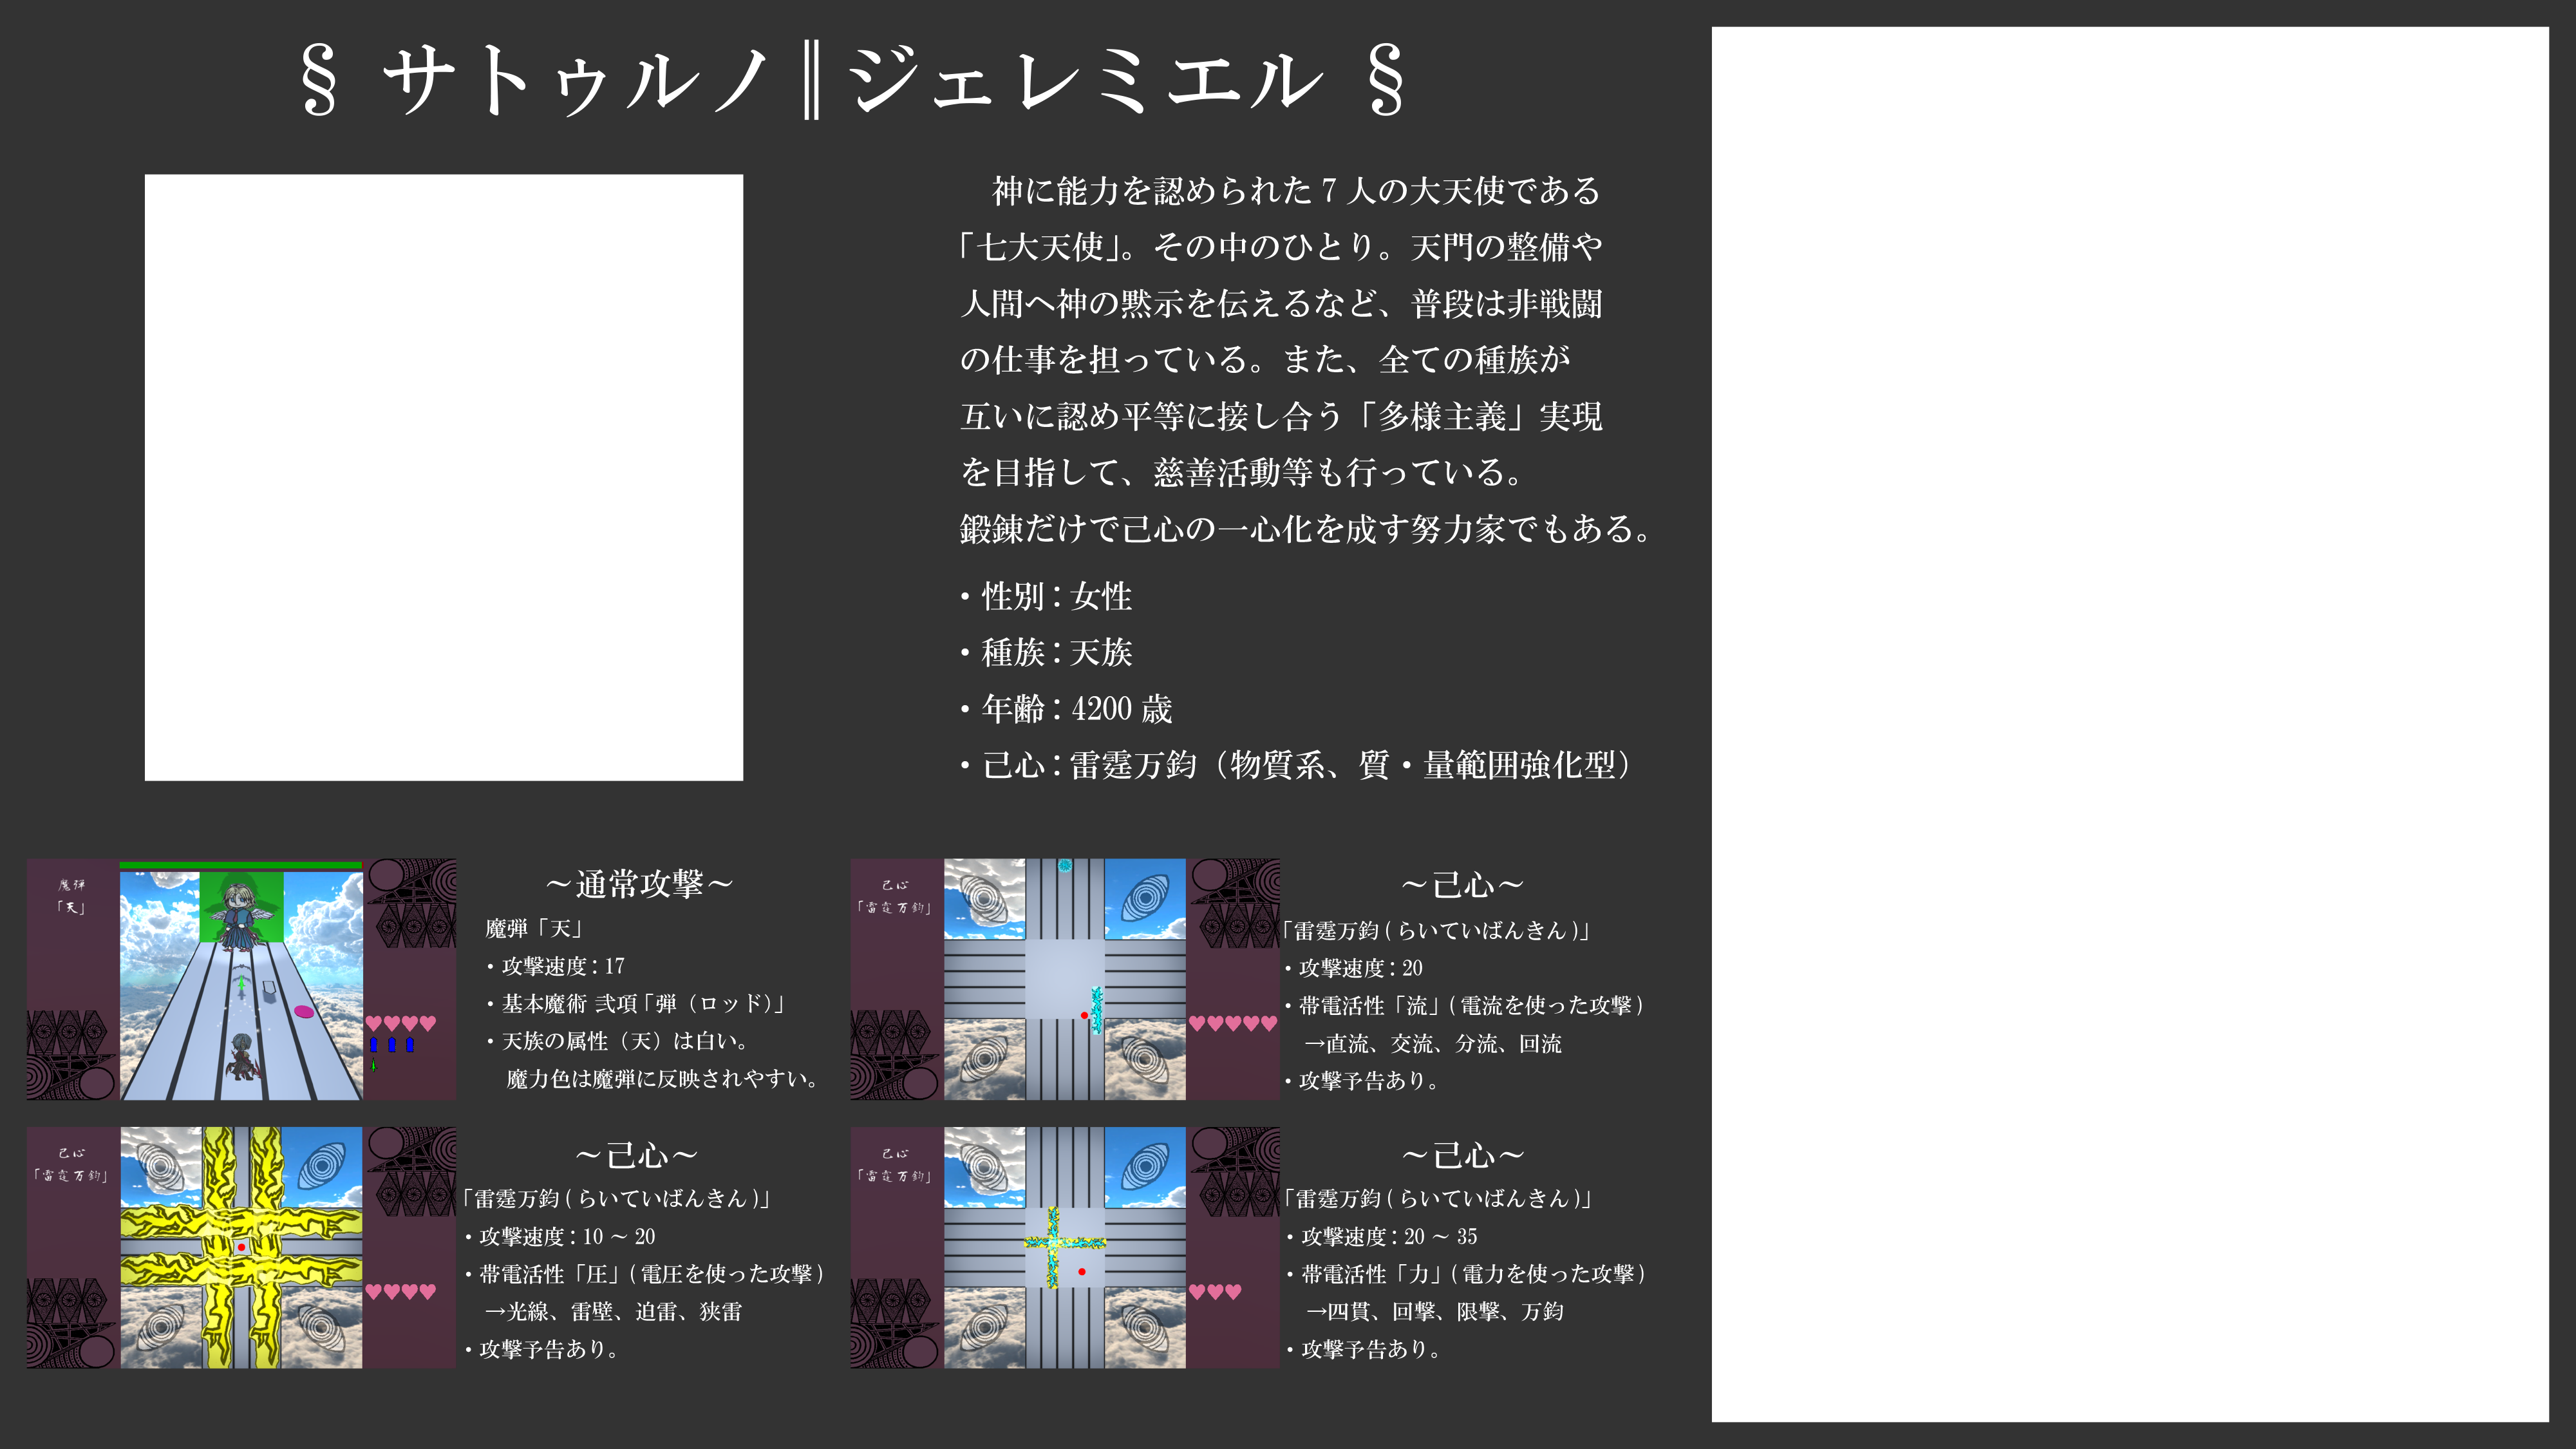 § サトゥルノ‖ジェレミエル §
神に能力を認められた 7 人の大天使である
「七大天使」。その中のひとり。天門の整備や
人間へ神の黙示を伝えるなど、普段は非戦闘
の仕事を担っている。また、全ての種族が
互いに認め平等に接し合う「多様主義」実現
を目指して、慈善活動等も行っている。
鍛錬だけで己心の一心化を成す努力家でもある。
・性別：女性
・種族：天族
・年齢：4200 歳
・己心：雷霆万鈞（物質系、質・量範囲強化型）
魔弾
「天」
～通常攻撃～
魔弾「天」
・攻撃速度：17
・基本魔術 弐項「弾（ロッド）」
・天族の属性（天）は白い。
魔力色は魔弾に反映されやすい。
己心
「雷霆万鈞」
～己心～
「雷霆万鈞 ( らいていばんきん )」
・攻撃速度：20
・帯電活性「流」( 電流を使った攻撃 )
→直流、交流、分流、回流
・攻撃予告あり。
己心
「雷霆万鈞」
～己心～
「雷霆万鈞 ( らいていばんきん )」
・攻撃速度：10 ～ 20
・帯電活性「圧」( 電圧を使った攻撃 )
→光線、雷壁、迫雷、狭雷
・攻撃予告あり。
己心
「雷霆万鈞」
～己心～
「雷霆万鈞 ( らいていばんきん )」
・攻撃速度：20 ～ 35
・帯電活性「力」( 電力を使った攻撃 )
→四貫、回撃、限撃、万鈞
・攻撃予告あり。